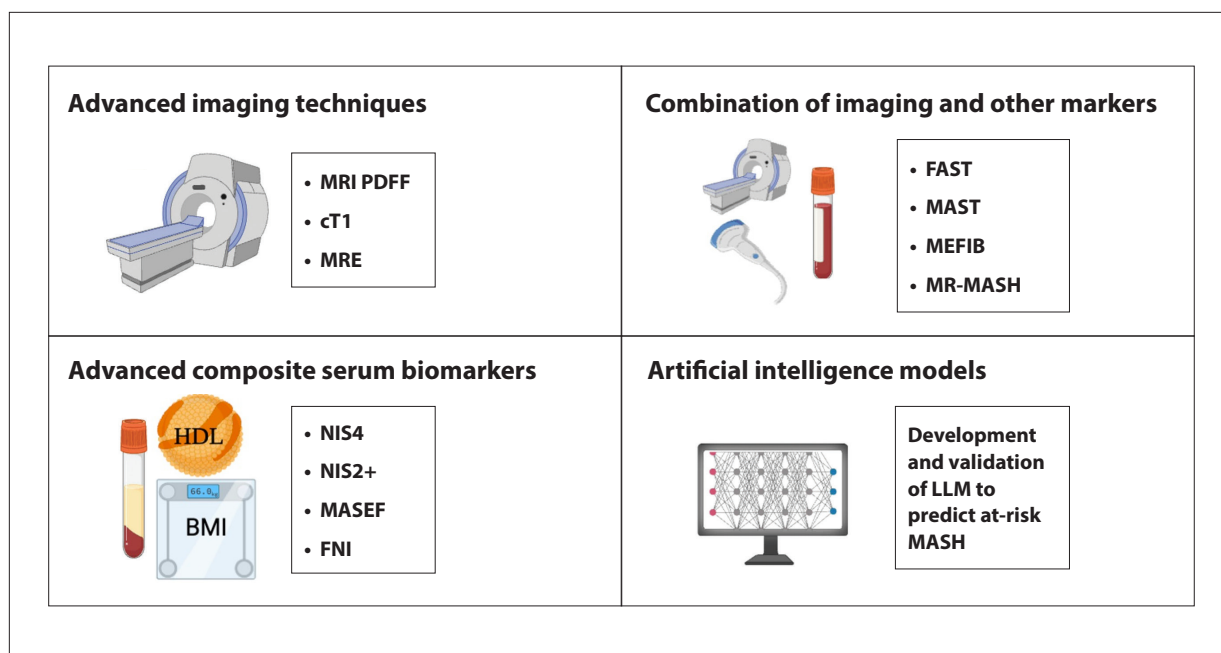 Advanced imaging techniques
• MRI PDFF
• cT1
• MRE
Combination of imaging and other markers
• FAST
• MAST
• MEFIB
• MR-MASH
Advanced composite serum biomarkers
HDL
66.0kg
BMI
• NIS4
• NIS2+
• MASEF
• FNI
Artificial intelligence models
Development
and validation
of LLM to
predict at-risk
MASH